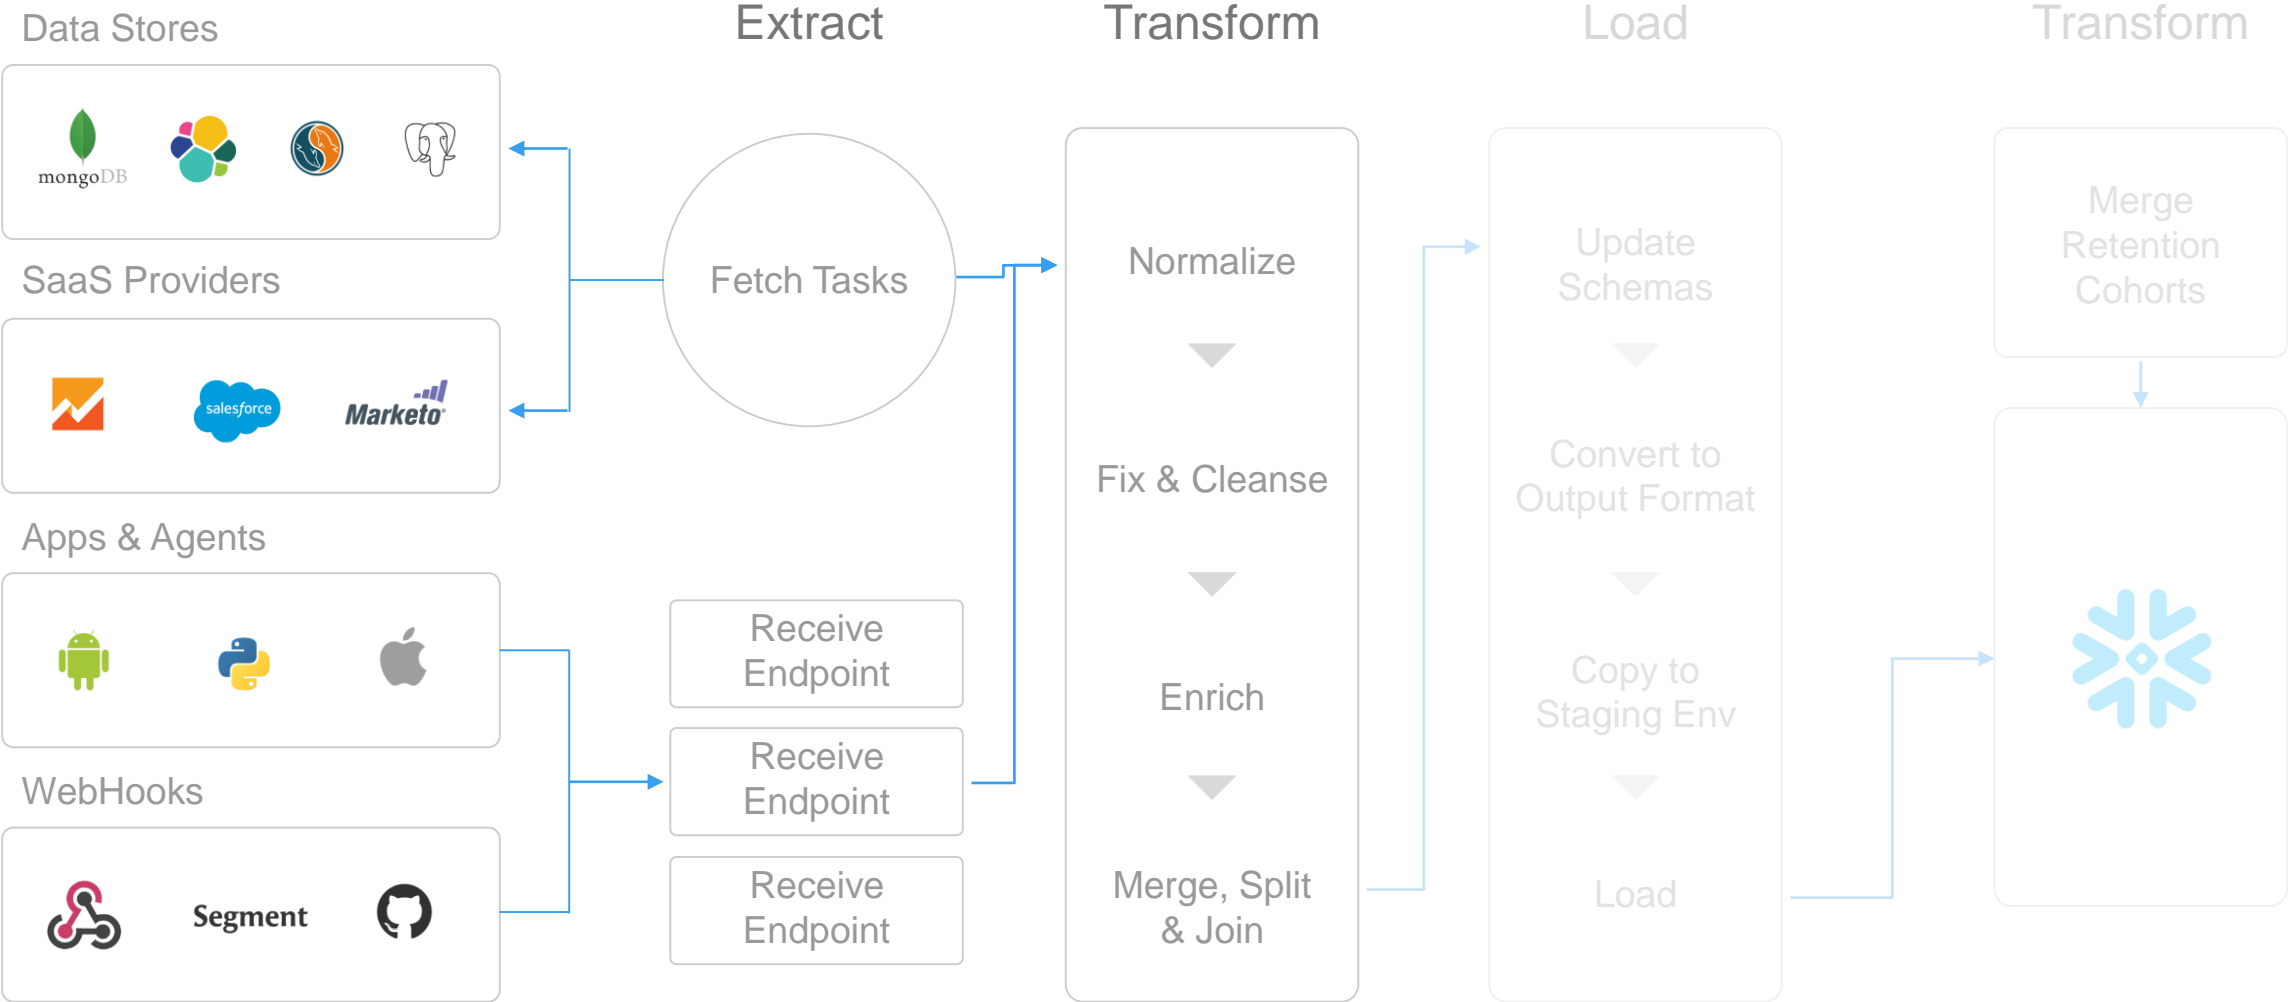 Data Stores
Extract
Transform
Load
Transform
mongoDB
SaaS Providers
salesforce
Marketo
Apps & Agents
WebHooks
Segment
Fetch Tasks
Receive
Endpoint
Receive
Endpoint
Receive
Endpoint
Normalize
Fix & Cleanse
Enrich
Merge, Split
& Join
Update
Schemas
Convert to
Output Format
Copy to
Staging Env
Load
Merge
Retention
Cohorts